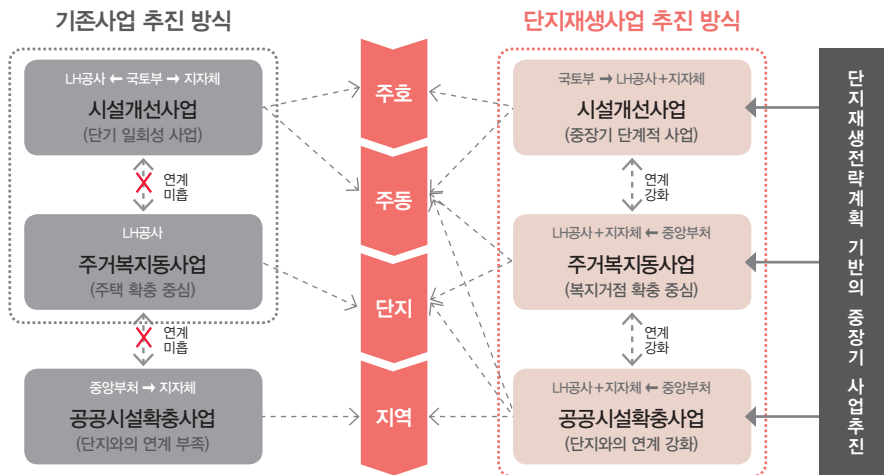 기존사업 추진 방식
LH공사 ← 국토부 → 지자체
시설개선사업
(단기 일회성 사업)
연계
미흡
LH공사
주거복지동사업
(주택 확충 중심)
연계
미흡
중앙부처 → 지자체
공공시설확충사업
(단지와의 연계 부족)
주호
주동
단지
지역
단지재생사업 추진 방식
국토부 → LH공사+지자체
시설개선사업
(중장기 단계적 사업)
연계
강화
LH공사+지자체 ← 중앙부처
주거복지동사업
(복지거점 확충 중심)
연계
강화
LH공사+지자체 ← 중앙부처
공공시설확충사업
(단지와의 연계 강화)
단지재생전략계획 기반의 중장기 사업추진